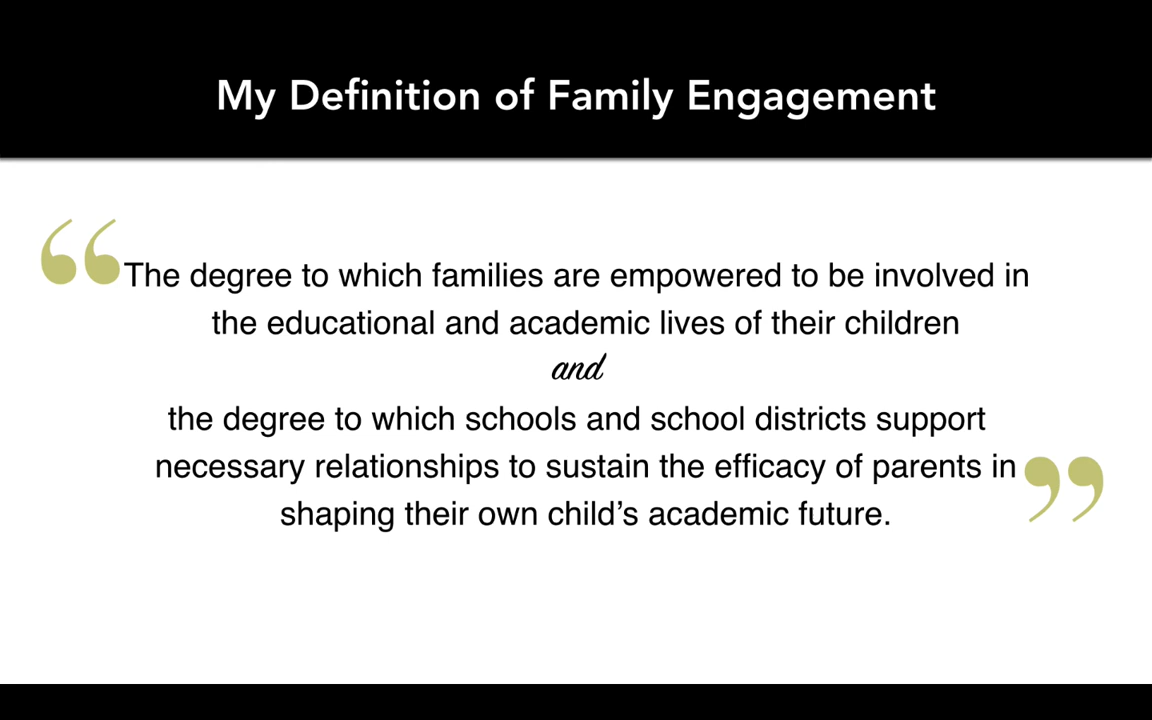 My Definition of Family Engagement
“The degree to which families are empowered to be involved in
the educational and academic lives of their children
and
the degree to which schools and school districts support
necessary relationships to sustain the efficacy of parents in
shaping their own child’s academic future.”